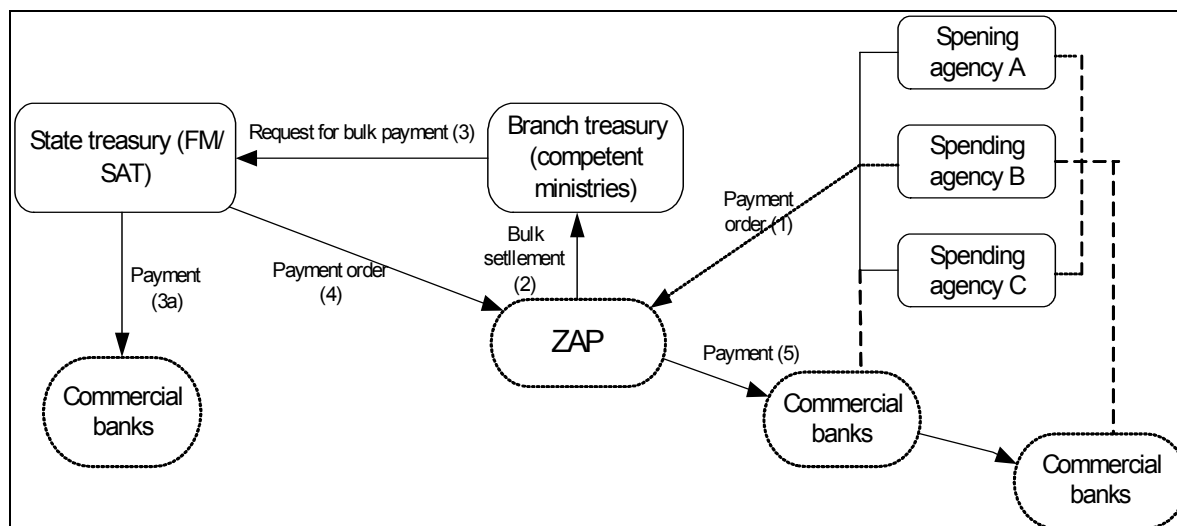 Spening
agency A
State treasury (FM/
SAT)
Request for bulk payment (3)
Branch treasury
(competent
ministries)
Spending
agency B
Payment
order (1)
Spending
agency C
Bulk
setllement
(2)
Payment
(3a)
Payment order
(4)
ZAP
Payment (5)
Commercial
banks
Commercial
banks
Commercial
banks